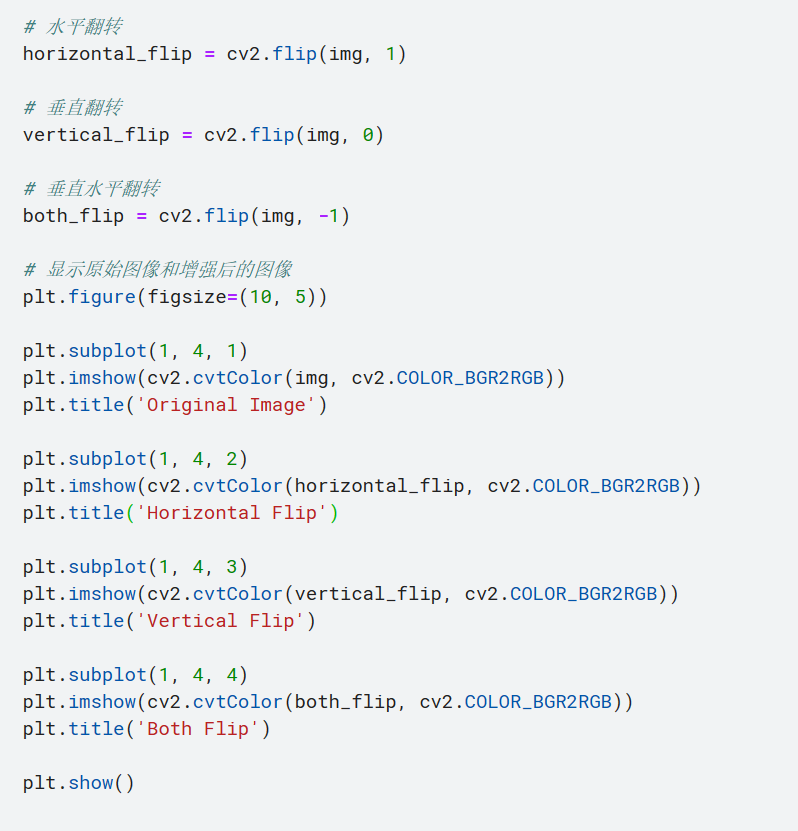 # 水平翻转
horizontal_flip = cv2.flip(img, 1)
# 垂直翻转
vertical_flip = cv2.flip(img, 0)
# 垂直水平翻转
both_flip = cv2.flip(img, -1)
# 显示原始图像和增强后的图像
plt.figure(figsize=(10, 5))
plt.subplot(1, 4, 1)
plt.imshow(cv2.cvtColor(img, cv2.COLOR_BGR2RGB))
plt.title('Original Image')
plt.subplot(1, 4, 2)
plt.imshow(cv2.cvtColor(horizontal_flip, cv2.COLOR_BGR2RGB))
plt.title('Horizontal Flip')
plt.subplot(1, 4, 3)
plt.imshow(cv2.cvtColor(vertical_flip, cv2.COLOR_BGR2RGB))
plt.title('Vertical Flip')
plt.subplot(1, 4, 4)
plt.imshow(cv2.cvtColor(both_flip, cv2.COLOR_BGR2RGB))
plt.title('Both Flip')
plt.show()